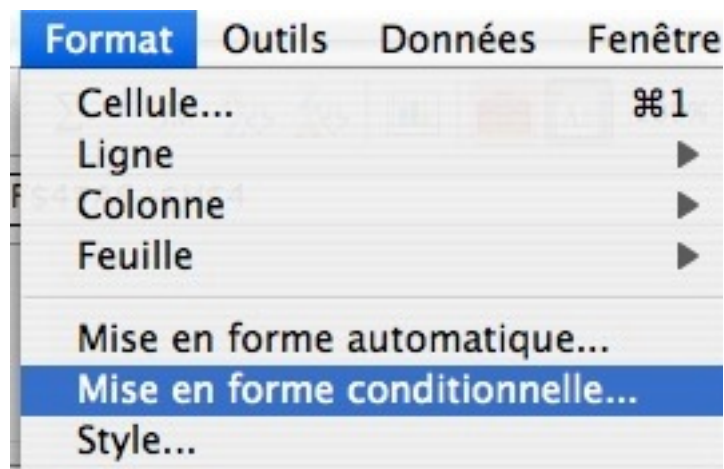 Format Outils Données Fenêtre
Cellule... ⌘1
Ligne
Colonne
Feuille
Mise en forme automatique...
Mise en forme conditionnelle...
Style...